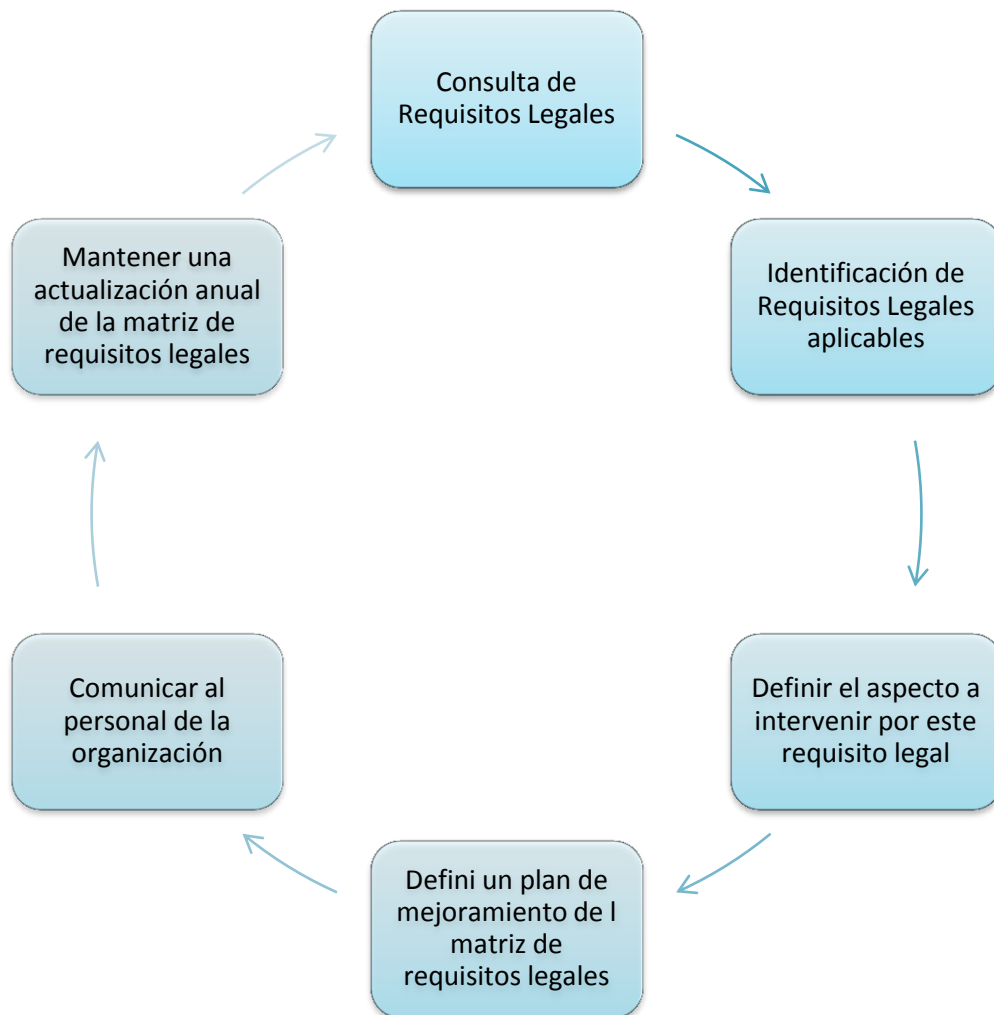 Consulta de
Requisitos Legales
Identificación de
Requisitos Legales
aplicables
Definir el aspecto a
intervenir por este
requisito legal
Defini un plan de
mejoramiento de l
matriz de
requisitos legales
Comunicar al
personal de la
organización
Mantener una
actualización anual
de la matriz de
requisitos legales